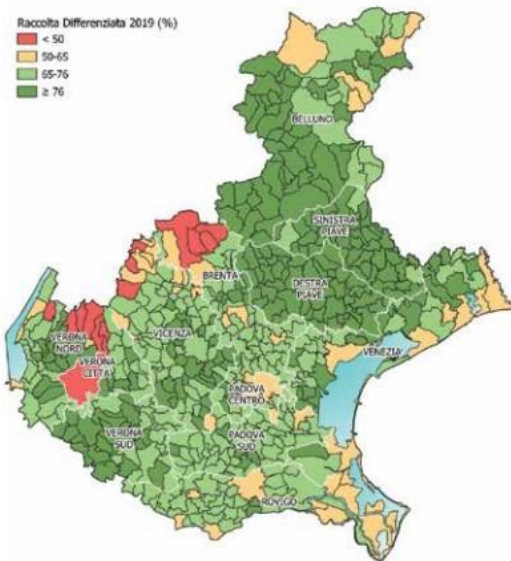 Raccolta Differenziata 2019 (%)
< 50
50-65
65-76
≥ 76
BELLUNO
SINISTRA
PIAVE
BRENTA
DESTRA
PIAVE
VERONA
NORD
VICENZA
VENEZIA
VERONA
CITTA'
PADOVA
CENTRO
VERONA
SUD
PADOVA
SUD
ROVIGO